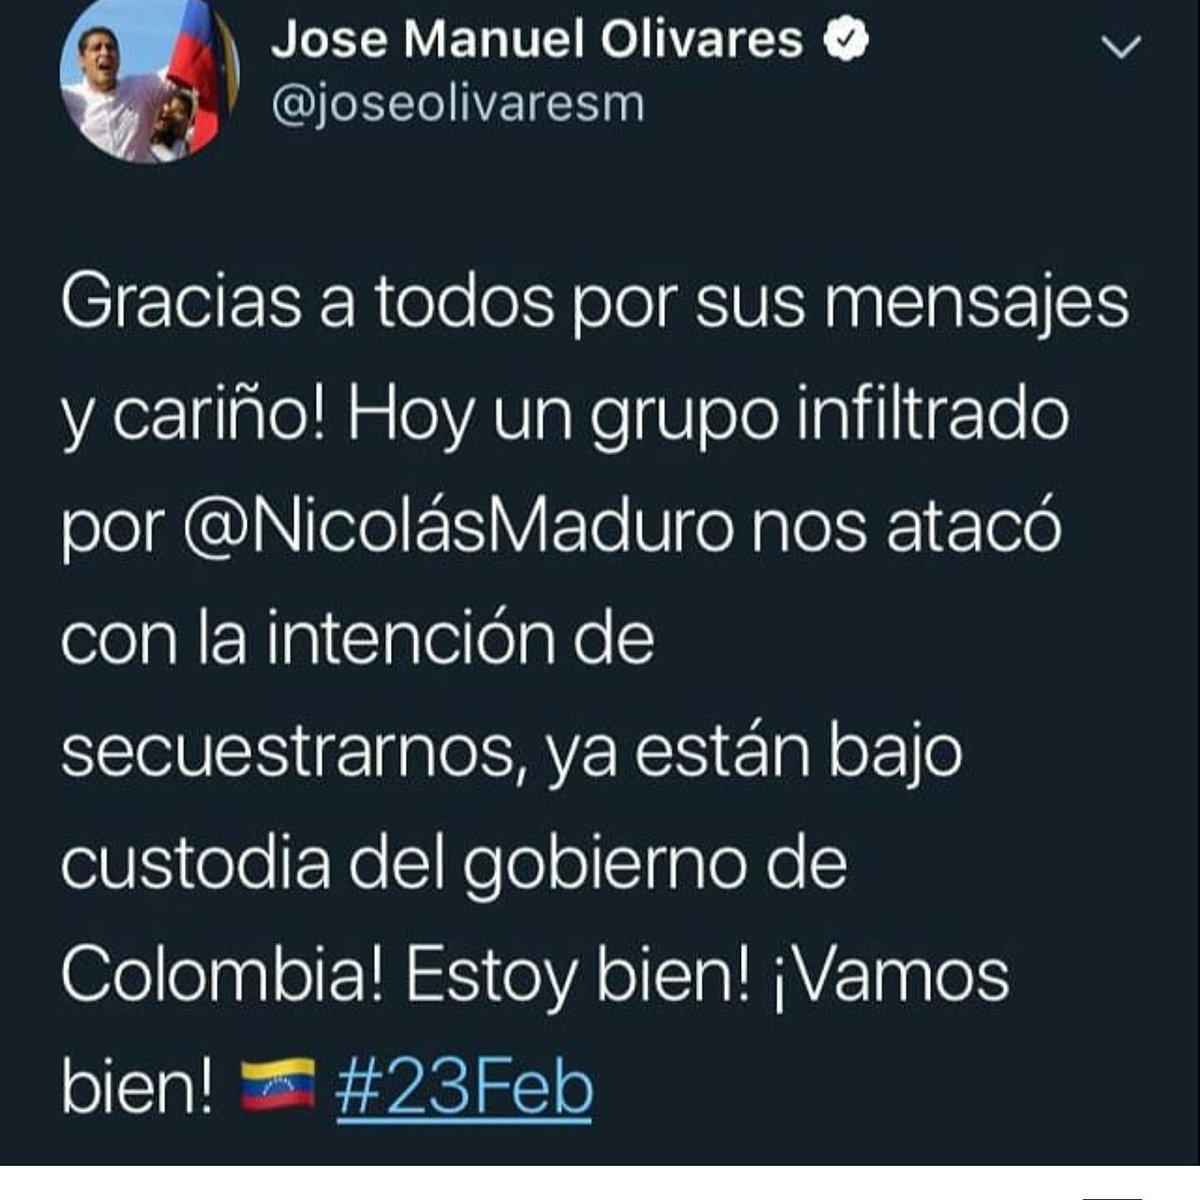 Jose Manuel Olivares
@joseolivaresm
Gracias a todos por sus mensajes
y cariño! Hoy un grupo infiltrado
por @NicolásMaduro nos atacó
con la intención de
secuestrarnos, ya están bajo
custodia del gobierno de
Colombia! Estoy bien! ¡Vamos
bien! 🇻🇪 #23Feb